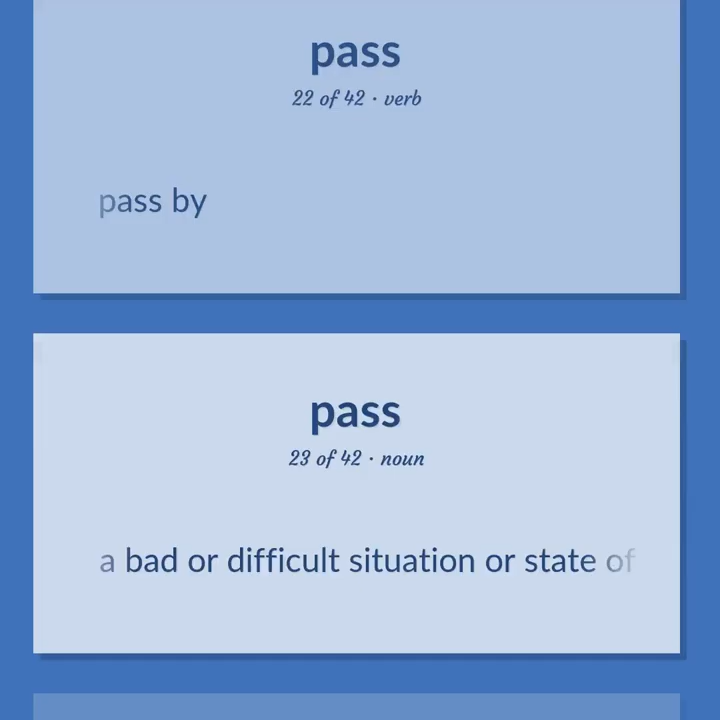 pass
22 of 42 · verb
pass by
pass
23 of 42 · noun
a bad or difficult situation or state of